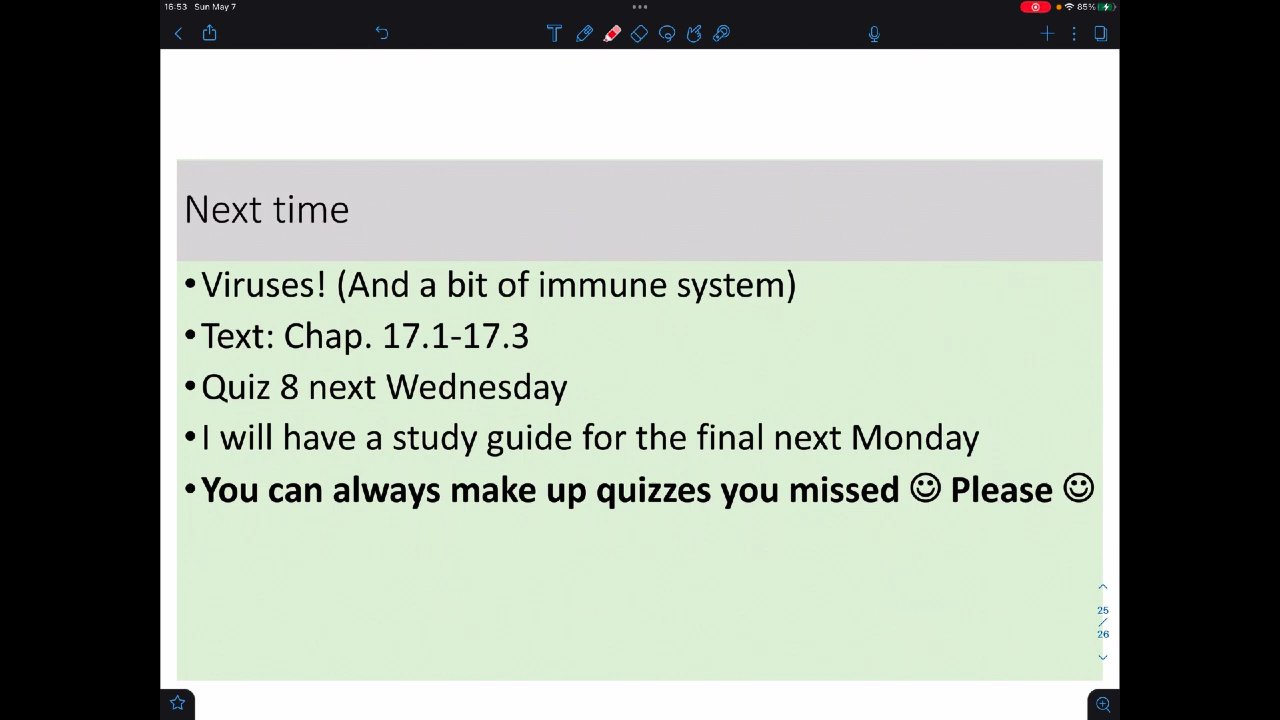 16:53 Sun May 7
85%
Next time
•Viruses! (And a bit of immune system)
•Text: Chap. 17.1-17.3
•Quiz 8 next Wednesday
•I will have a study guide for the final next Monday
•You can always make up quizzes you missed ☺ Please ☺
25
/
26